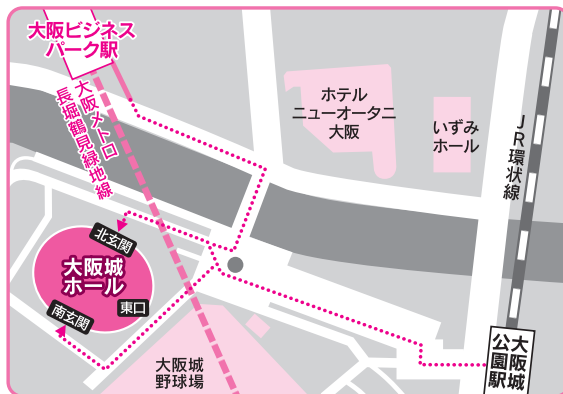 大阪ビジネス
パーク駅
大阪メトロ
長堀鶴見緑地線
ホテル
ニューオータニ
大阪
いずみ
ホール
JR環状線
北玄関
大阪城
ホール
東口
南玄関
大阪城
野球場
大阪城
公園駅